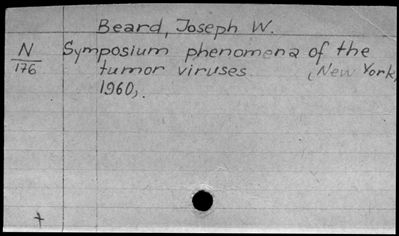 Beard, Joseph W.
N Symposium phenomena of the
176 tumor viruses. (New York,
1960,.